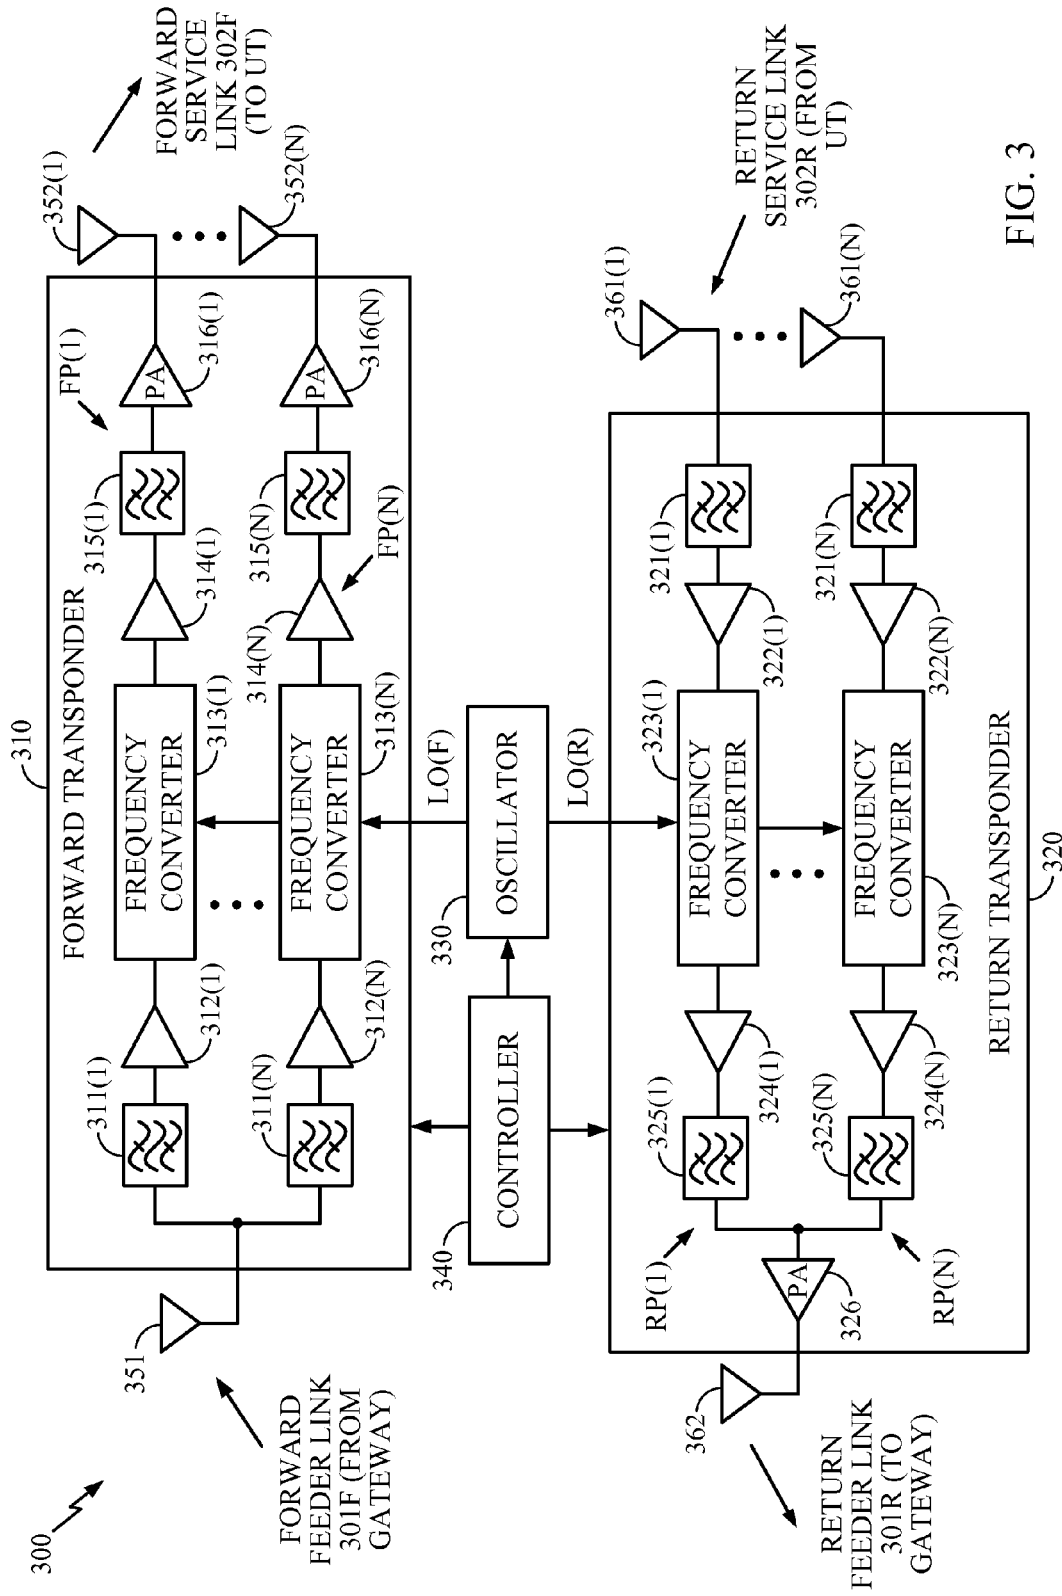 300
FORWARD
FEEDER LINK
301F (FROM
GATEWAY)
351
310
FORWARD TRANSPONDER
311(1)
312(1)
FREQUENCY
CONVERTER
313(1)
314(1)
315(1)
FP(1)
PA
316(1)
352(1)
FORWARD
SERVICE
LINK 302F
(TO UT)
311(N)
312(N)
FREQUENCY
CONVERTER
313(N)
314(N)
315(N)
FP(N)
PA
316(N)
352(N)
LO(F)
340
CONTROLLER
330
OSCILLATOR
LO(R)
RETURN
SERVICE LINK
302R (FROM
UT)
362
RETURN
FEEDER LINK
301R (TO
GATEWAY)
RP(1)
PA
326
325(1)
324(1)
323(1)
FREQUENCY
CONVERTER
322(1)
321(1)
361(1)
RP(N)
325(N)
324(N)
FREQUENCY
CONVERTER
323(N)
322(N)
321(N)
361(N)
RETURN TRANSPONDER
320
FIG. 3